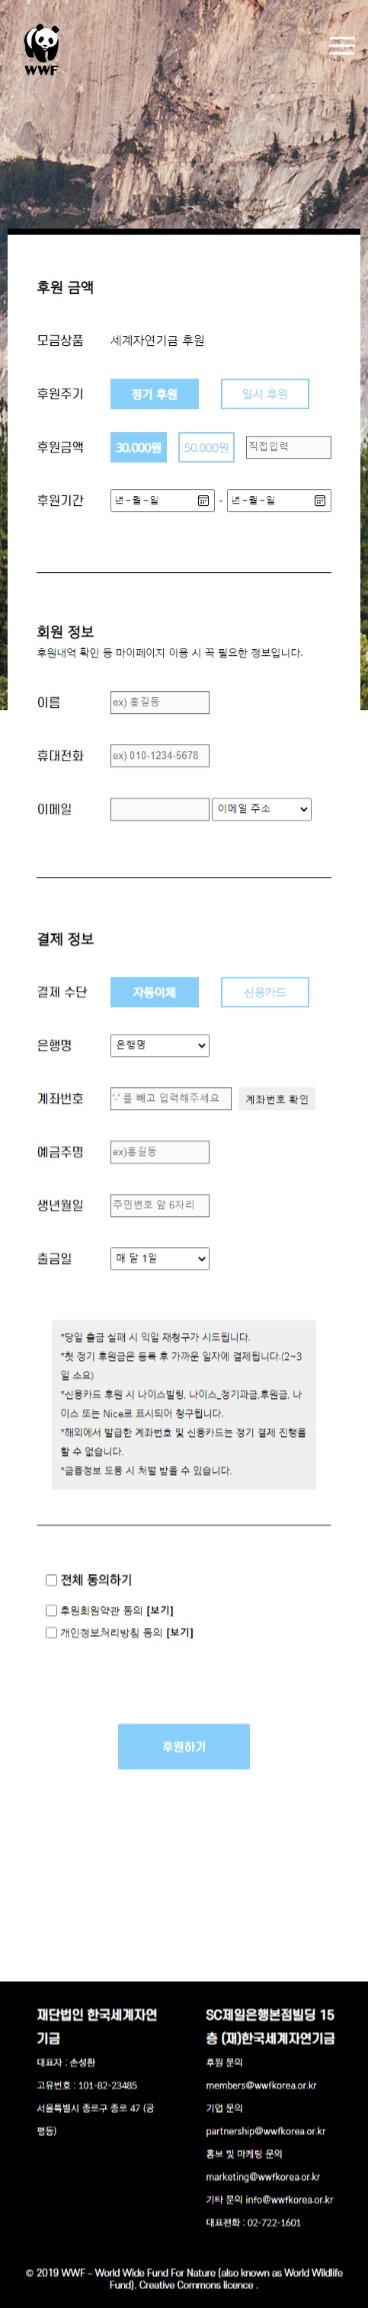 WWF
후원 금액
모금상품 세계자연기금 후원
후원주기 정기 후원 일시 후원
후원금액 30,000원 50,000원 직접입력
후원기간 년-월-일 - 년-월-일
회원 정보
후원내역 확인 등 마이페이지 이용 시 꼭 필요한 정보입니다.
이름 ex) 홍길동
휴대전화 ex) 010-1234-5678
이메일 이메일 주소
결제 정보
결제 수단 자동이체 신용카드
은행명 은행명
계좌번호 '-' 를 빼고 입력해주세요 계좌번호 확인
예금주명 ex)홍길동
생년월일 주민번호 앞 6자리
출금일 매 달 1일
*당일 출금 실패 시 익일 재청구가 시도됩니다.
*첫 정기 후원금은 등록 후 가까운 일자에 결제됩니다.(2~3
일 소요)
*신용카드 후원 시 나이스빌링, 나이스_정기과금,후원금, 나
이스 또는 Nice로 표시되어 청구됩니다.
*해외에서 발급한 계좌번호 및 신용카드는 정기 결제 진행을
할 수 없습니다.
*금융정보 도용 시 처벌 받을 수 있습니다.
전체 동의하기
후원회원약관 동의 [보기]
개인정보처리방침 동의 [보기]
후원하기
재단법인 한국세계자연
기금
대표자 : 손성환
고유번호 : 101-82-23485
서울특별시 종로구 종로 47 (공
평동)
SC제일은행본점빌딩 15
층 (재)한국세계자연기금
후원 문의
members@wwfkorea.or.kr
기업 문의
partnership@wwfkorea.or.kr
홍보 및 마케팅 문의
marketing@wwfkorea.or.kr
기타 문의 info@wwfkorea.or.kr
대표전화 : 02-722-1601
© 2019 WWF – World Wide Fund For Nature (also known as World Wildlife
Fund). Creative Commons licence .